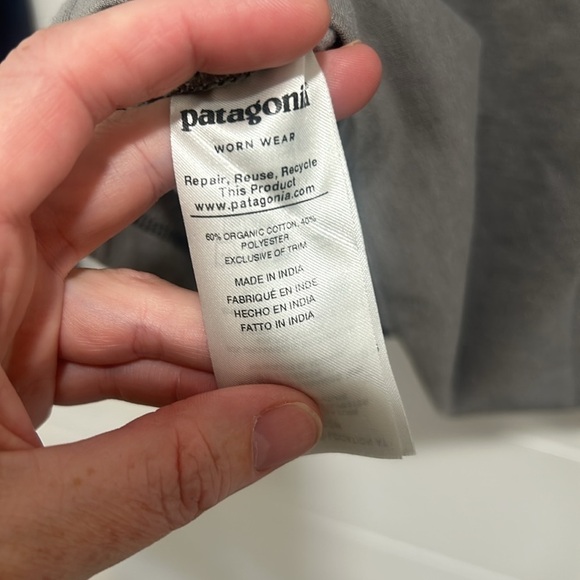 patagonia
WORN WEAR
Repair, Reuse, Recycle
This Product
www.patagonia.com
60% ORGANIC COTTON, 40%
POLYESTER
EXCLUSIVE OF TRIM
MADE IN INDIA
FABRIQUÉ EN INDE
HECHO EN INDIA
FATTO IN INDIA